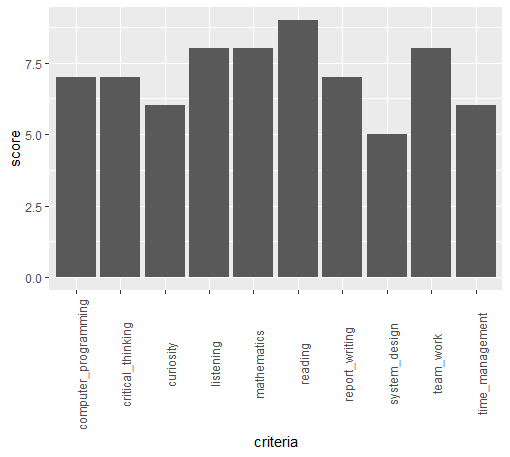 score
7.5
5.0
2.5
0.0
computer_programming
critical_thinking
curiosity
listening
mathematics
reading
report_writing
system_design
team_work
time_management
criteria